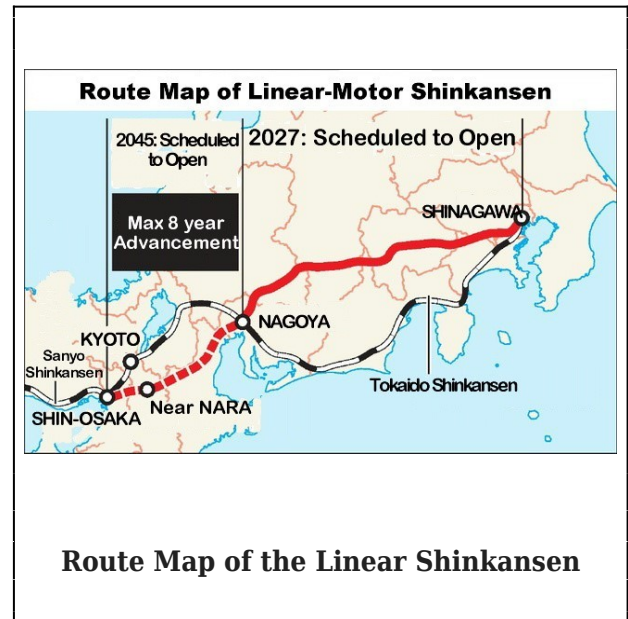 Route Map of Linear-Motor Shinkansen
2045: Scheduled
to Open
2027: Scheduled to Open
Max 8 year
Advancement
SHINAGAWA
NAGOYA
KYOTO
Sanyo
Shinkansen
Tokaido Shinkansen
Near NARA
SHIN-OSAKA
Route Map of the Linear Shinkansen